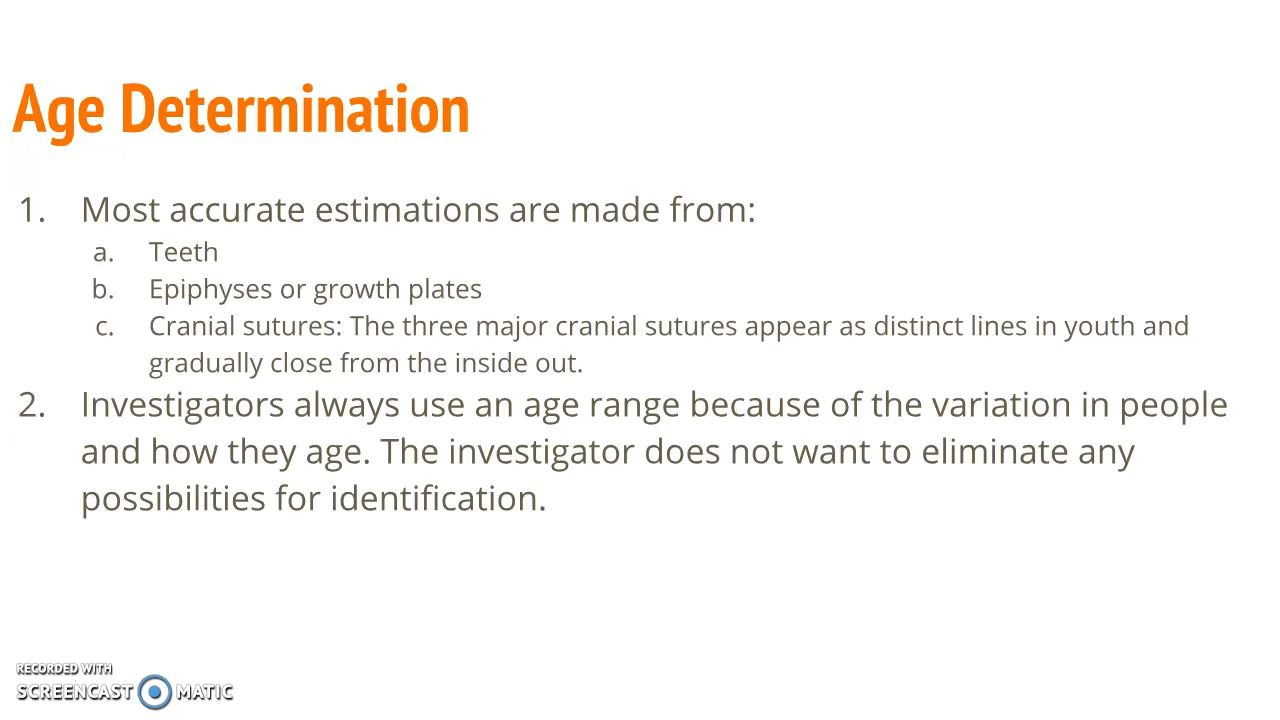 Age Determination
1. Most accurate estimations are made from:
a. Teeth
b. Epiphyses or growth plates
c. Cranial sutures: The three major cranial sutures appear as distinct lines in youth and
gradually close from the inside out.
2. Investigators always use an age range because of the variation in people
and how they age. The investigator does not want to eliminate any
possibilities for identification.
RECORDED WITH
SCREENCAST MATIC